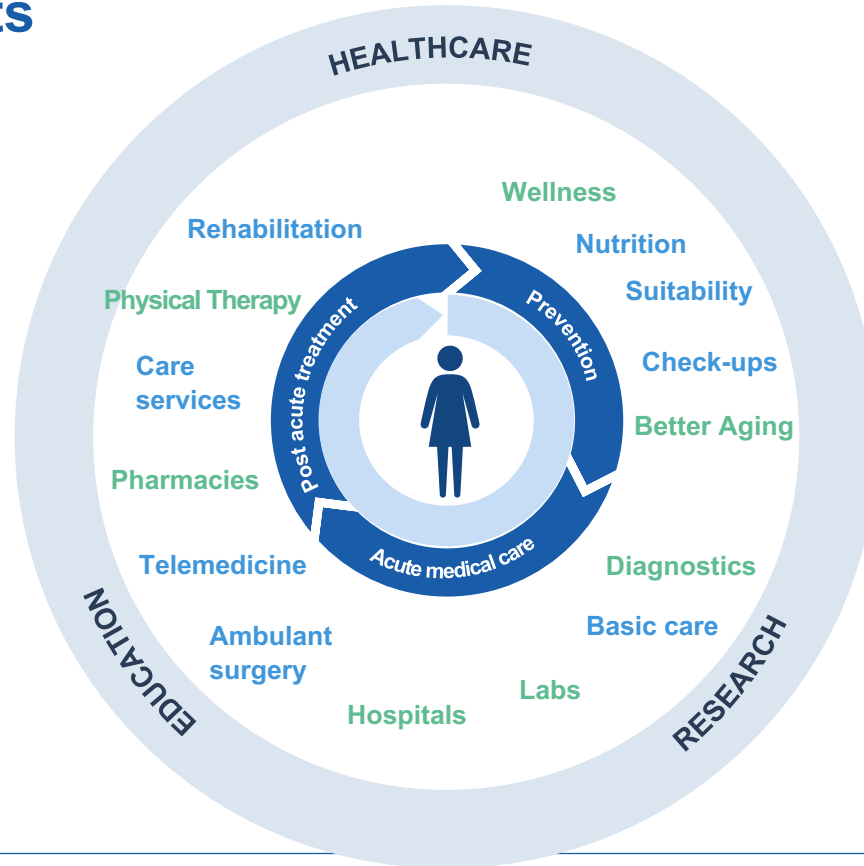 ts
HEALTHCARE
Wellness
Rehabilitation
Nutrition
Suitability
Physical Therapy
Prevention
Post acute treatment
Care
services
Check-ups
Better Aging
Pharmacies
Acute medical care
Telemedicine
Diagnostics
EDUCATION
Ambulant
surgery
Basic care
RESEARCH
Labs
Hospitals